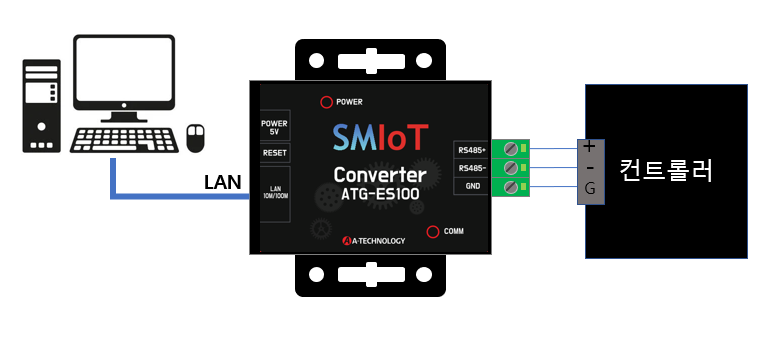 LAN
POWER
POWER
5V
RESET
LAN
10M/100M
SMIoT
Converter
ATG-ES100
COMM
A-TECHNOLOGY
RS485+
RS485-
GND
+
-
G
컨트롤러